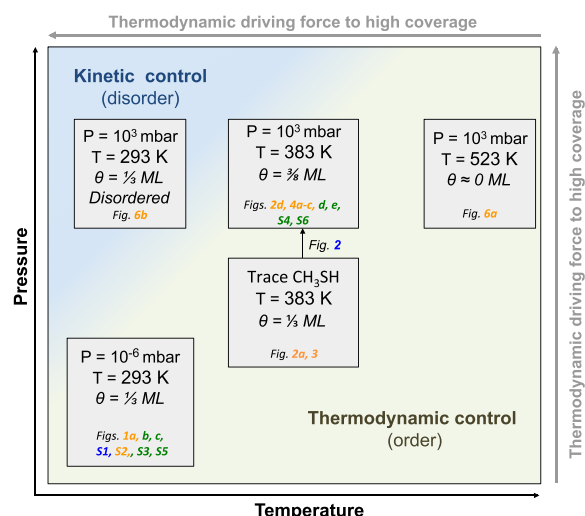 Thermodynamic driving force to high coverage
Kinetic control
(disorder)
P = 10³ mbar
T = 293 K
θ = ⅓ ML
Disordered
Fig. 6b
P = 10³ mbar
T = 383 K
θ = ⅜ ML
Figs. 2d, 4a-c, d, e,
S4, S6
P = 10³ mbar
T = 523 K
θ ≈ 0 ML
Fig. 6a
Fig. 2
Trace CH₃SH
T = 383 K
θ = ⅓ ML
Fig. 2a, 3
P = 10⁻⁶ mbar
T = 293 K
θ = ⅓ ML
Figs. 1a, b, c,
S1, S2,, S3, S5
Thermodynamic control
(order)
Pressure
Temperature
Thermodynamic driving force to high coverage